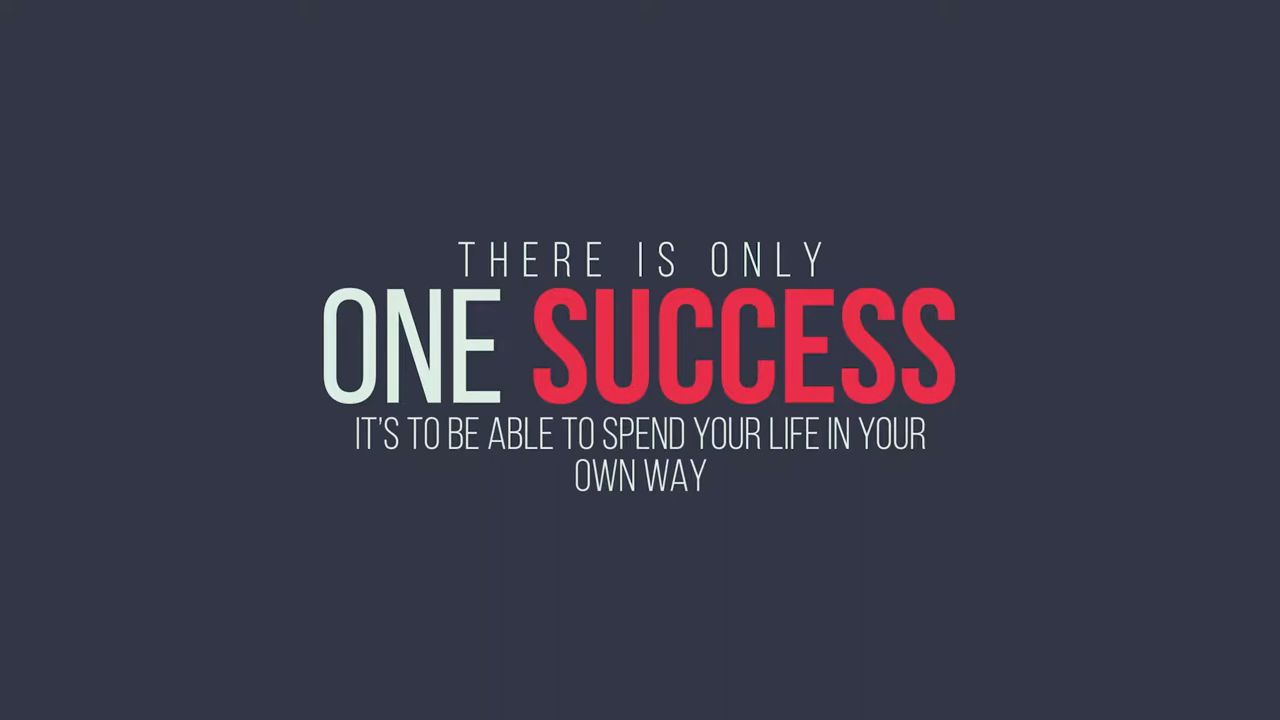 THERE IS ONLY
ONE SUCCESS
IT'S TO BE ABLE TO SPEND YOUR LIFE IN YOUR
OWN WAY